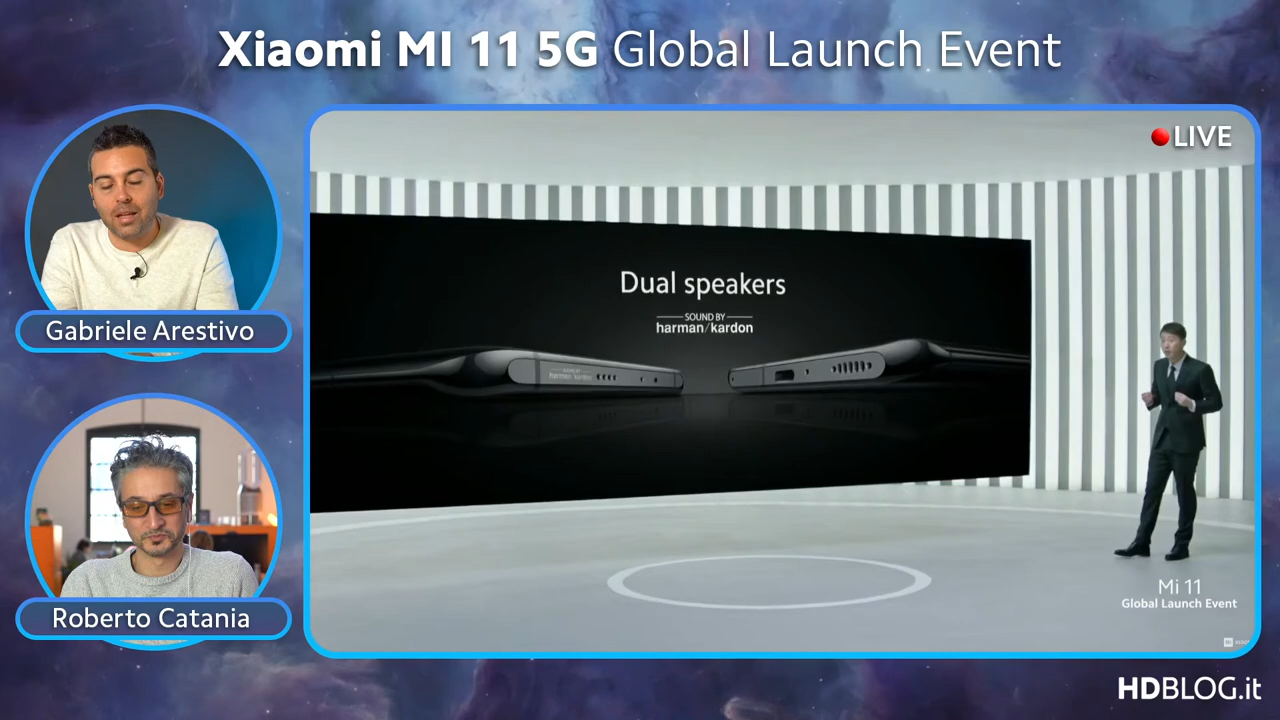 Xiaomi MI 11 5G Global Launch Event
LIVE
Gabriele Arestivo
Dual speakers
SOUND BY
harman/kardon
Roberto Catania
Mi 11
Global Launch Event
HDBLOG.it